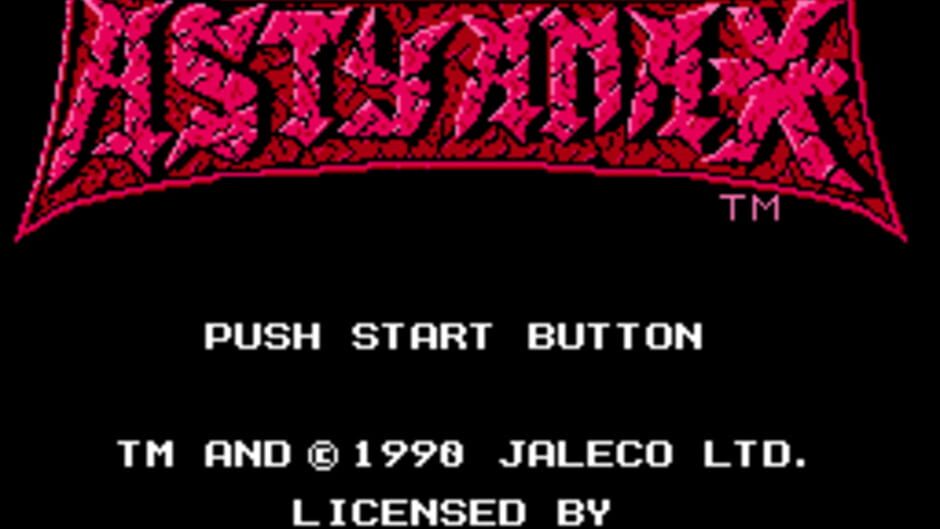 ASTYANAX
TM
PUSH START BUTTON
TM AND © 1990 JALECO LTD.
LICENSED BY